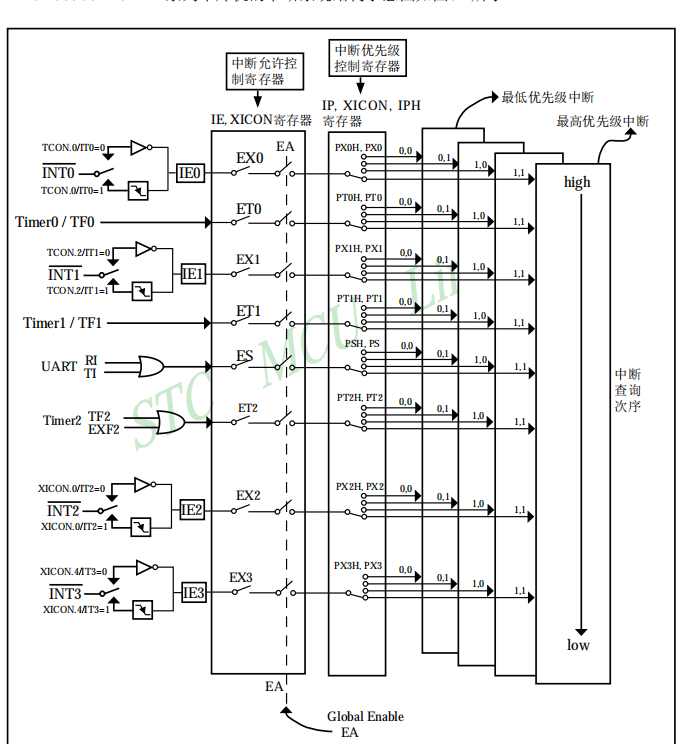 中断允许控
制寄存器
中断优先级
控制寄存器
IE, XICON寄存器
IP, XICON, IPH
寄存器
最低优先级中断
最高优先级中断
EA
TCON.0/IT0=0
INT0
TCON.0/IT0=1
IE0
EX0
PX0H, PX0
0,0
0,1
1,0
1,1
high
Timer0 / TF0
ET0
PT0H, PT0
0,0
0,1
1,0
1,1
TCON.2/IT1=0
INT1
TCON.2/IT1=1
IE1
EX1
PX1H, PX1
0,0
0,1
1,0
1,1
Timer1 / TF1
ET1
PT1H, PT1
0,0
0,1
1,0
1,1
UART
RI
TI
ES
PSH, PS
0,0
0,1
1,0
1,1
中断
查询
次序
Timer2
TF2
EXF2
ET2
PT2H, PT2
0,0
0,1
1,0
1,1
XICON.0/IT2=0
INT2
XICON.0/IT2=1
IE2
EX2
PX2H, PX2
0,0
0,1
1,0
1,1
XICON.4/IT3=0
INT3
XICON.4/IT3=1
IE3
EX3
PX3H, PX3
0,0
0,1
1,0
1,1
low
EA
Global Enable
EA
STC MCU Li